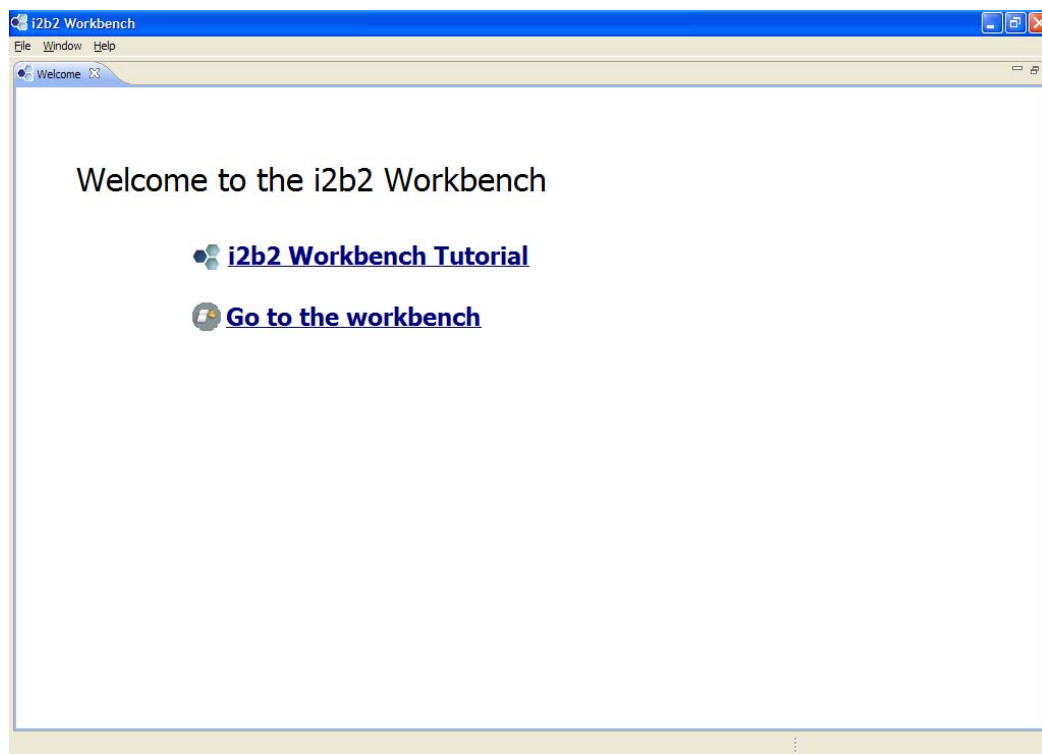 i2b2 Workbench
File Window Help
Welcome
Welcome to the i2b2 Workbench
i2b2 Workbench Tutorial
Go to the workbench